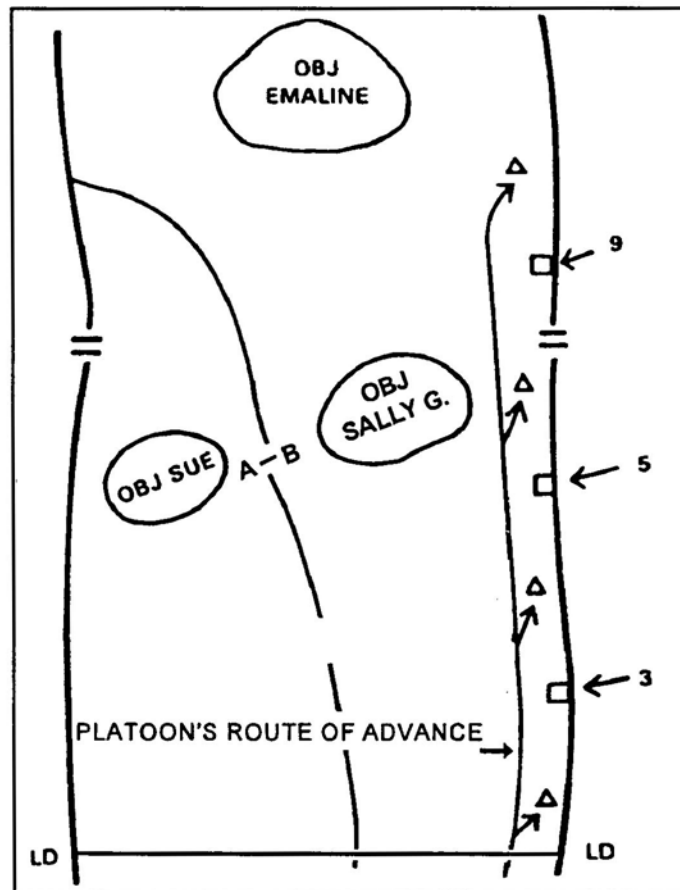 OBJ
EMALINE
9
OBJ
SALLY G.
OBJ SUE
A – B
5
3
PLATOON'S ROUTE OF ADVANCE
LD
LD